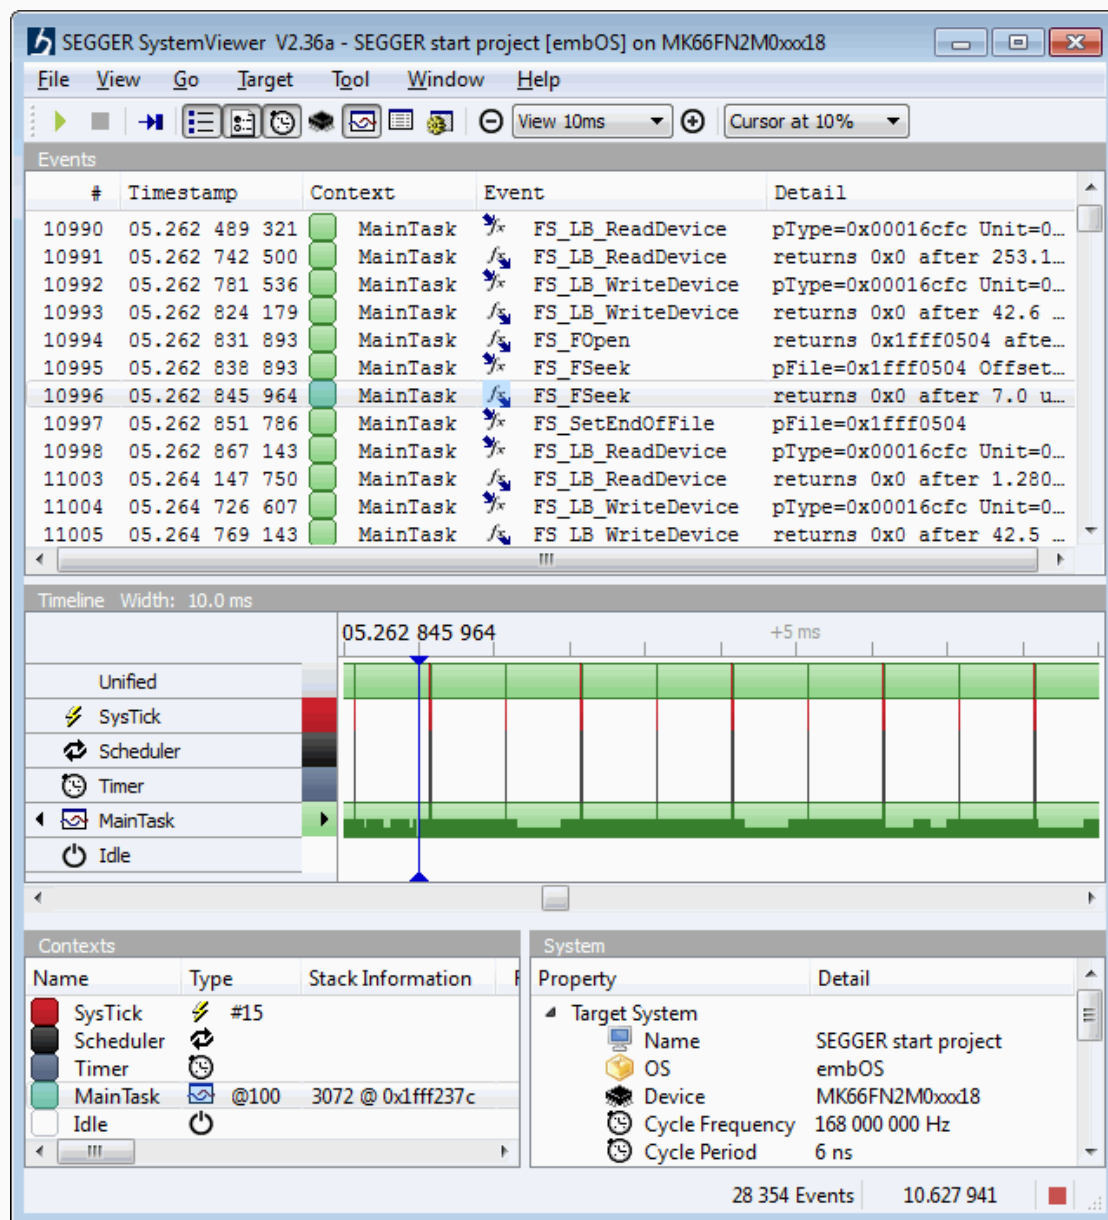 SEGGER SystemViewer V2.36a - SEGGER start project [embOS] on MK66FN2M0xxx18
File View Go Target Tool Window Help
View 10ms Cursor at 10%
Events
# Timestamp Context Event Detail
10990 05.262 489 321 MainTask FS_LB_ReadDevice pType=0x00016cfc Unit=0...
10991 05.262 742 500 MainTask FS_LB_ReadDevice returns 0x0 after 253.1...
10992 05.262 781 536 MainTask FS_LB_WriteDevice pType=0x00016cfc Unit=0...
10993 05.262 824 179 MainTask FS_LB_WriteDevice returns 0x0 after 42.6 ...
10994 05.262 831 893 MainTask FS_FOpen returns 0x1fff0504 afte...
10995 05.262 838 893 MainTask FS_FSeek pFile=0x1fff0504 Offset...
10996 05.262 845 964 MainTask FS_FSeek returns 0x0 after 7.0 u...
10997 05.262 851 786 MainTask FS_SetEndOfFile pFile=0x1fff0504
10998 05.262 867 143 MainTask FS_LB_ReadDevice pType=0x00016cfc Unit=0...
11003 05.264 147 750 MainTask FS_LB_ReadDevice returns 0x0 after 1.280...
11004 05.264 726 607 MainTask FS_LB_WriteDevice pType=0x00016cfc Unit=0...
11005 05.264 769 143 MainTask FS_LB_WriteDevice returns 0x0 after 42.5 ...
Timeline Width: 10.0 ms
05.262 845 964 +5 ms
Unified
SysTick
Scheduler
Timer
MainTask
Idle
Contexts
Name Type Stack Information
SysTick #15
Scheduler
Timer
MainTask @100 3072 @ 0x1fff237c
Idle
System
Property Detail
Target System
Name SEGGER start project
OS embOS
Device MK66FN2M0xxx18
Cycle Frequency 168 000 000 Hz
Cycle Period 6 ns
28 354 Events 10.627 941